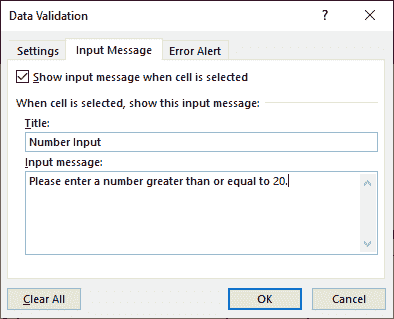 Data Validation ?
Settings Input Message Error Alert
Show input message when cell is selected
When cell is selected, show this input message:
Title:
Number Input
Input message:
Please enter a number greater than or equal to 20.
Clear All OK Cancel